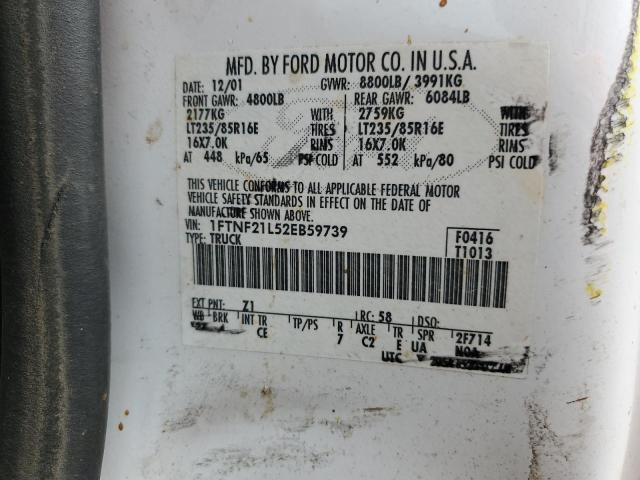 MFD. BY FORD MOTOR CO. IN U.S.A.
DATE: 12/01 GVWR: 8800LB/ 3991KG
FRONT GAWR: 4800LB REAR GAWR: 6084LB
2177KG WITH 2759KG WITH
LT235/85R16E TIRES LT235/85R16E TIRES
16X7.0K RIMS 16X7.0K RIMS
AT 448 kPa/65 PSI COLD AT 552 kPa/80 PSI COLD
THIS VEHICLE CONFORMS TO ALL APPLICABLE FEDERAL MOTOR
VEHICLE SAFETY STANDARDS IN EFFECT ON THE DATE OF
MANUFACTURE SHOWN ABOVE.
VIN: 1FTNF21L52EB59739 F0416
TYPE: TRUCK T1013
EXT PNT: Z1 RC: 58 DSO:
WB BRK INT TR TP/PS R AXLE TR SPR 2F714
CE 7 C2 E UA
UTC